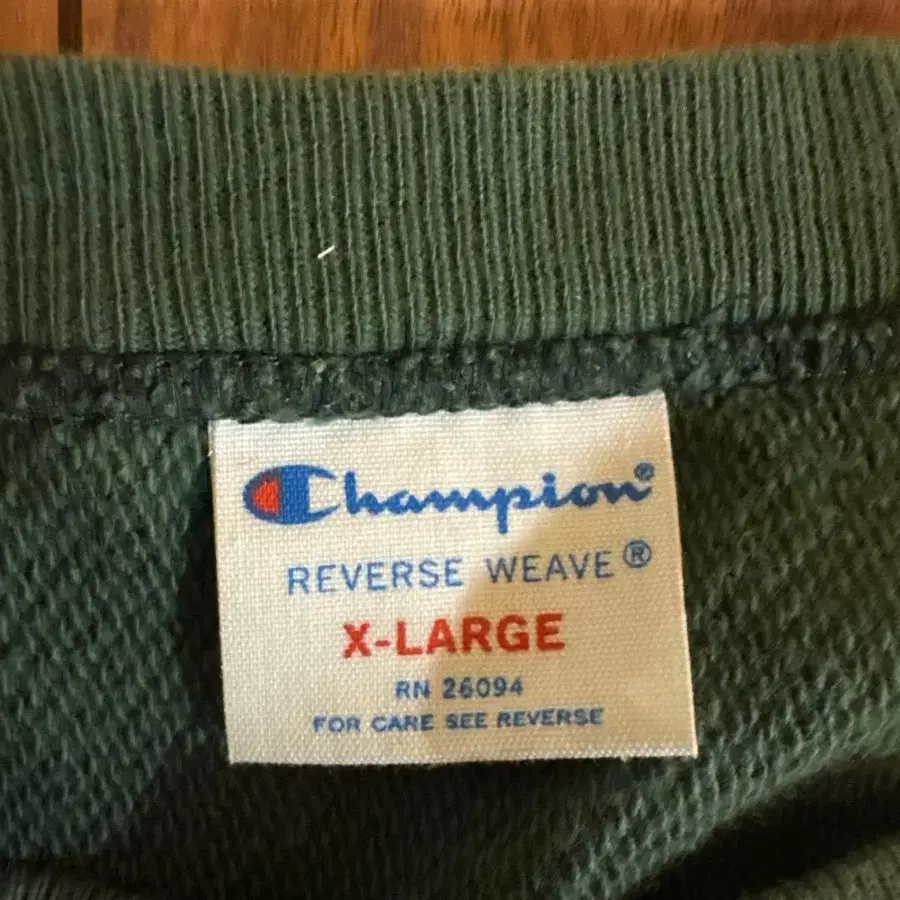 Champion®
REVERSE WEAVE®
X-LARGE
RN 26094
FOR CARE SEE REVERSE